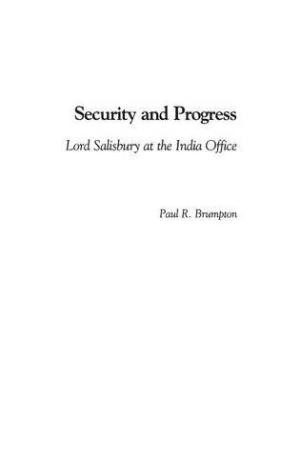 Security and Progress
Lord Salisbury at the India Office
Paul R. Brumpton